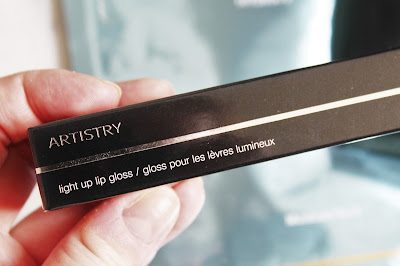 ARTISTRY
light up lip gloss / gloss pour les lèvres lumineux